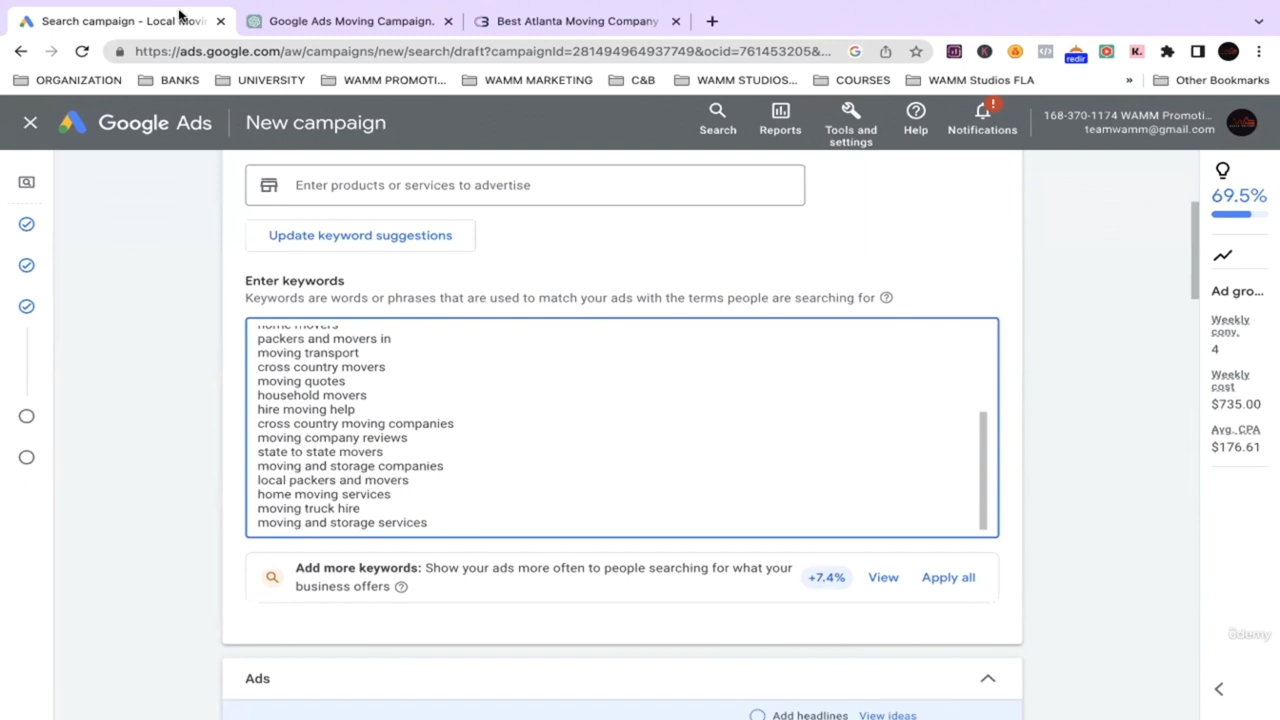 Search campaign - Local Movi
Google Ads Moving Campaign.
Best Atlanta Moving Company
https://ads.google.com/aw/campaigns/new/search/draft?campaignId=281494964937749&ocid=761453205&...
redir
ORGANIZATION
BANKS
UNIVERSITY
WAMM PROMOTI...
WAMM MARKETING
C&B
WAMM STUDIOS...
COURSES
WAMM Studios FLA
»
Other Bookmarks
Google Ads
New campaign
Search
Reports
Tools and
settings
Help
Notifications
168-370-1174 WAMM Promoti...
teamwamm@gmail.com
Enter products or services to advertise
Update keyword suggestions
Enter keywords
Keywords are words or phrases that are used to match your ads with the terms people are searching for
home movers
packers and movers in
moving transport
cross country movers
moving quotes
household movers
hire moving help
cross country moving companies
moving company reviews
state to state movers
moving and storage companies
local packers and movers
home moving services
moving truck hire
moving and storage services
Add more keywords: Show your ads more often to people searching for what your
business offers
+7.4%
View
Apply all
Ads
Add headlines
View ideas
69.5%
Ad gro...
Weekly
conv.
4
Weekly
cost
$735.00
Avg. CPA
$176.61
ûdemy